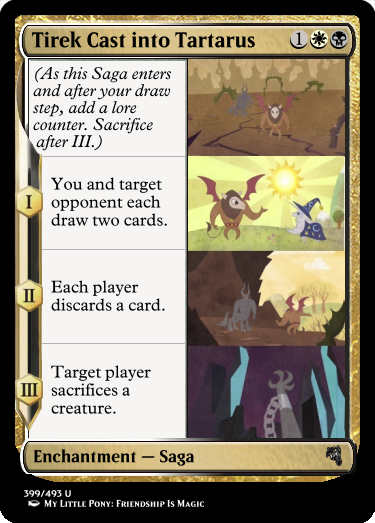 Tirek Cast into Tartarus 1
(As this Saga enters
and after your draw
step, add a lore
counter. Sacrifice
after III.)
I
You and target
opponent each
draw two cards.
II
Each player
discards a card.
III
Target player
sacrifices a
creature.
Enchantment — Saga
399/493 U
My Little Pony: Friendship Is Magic